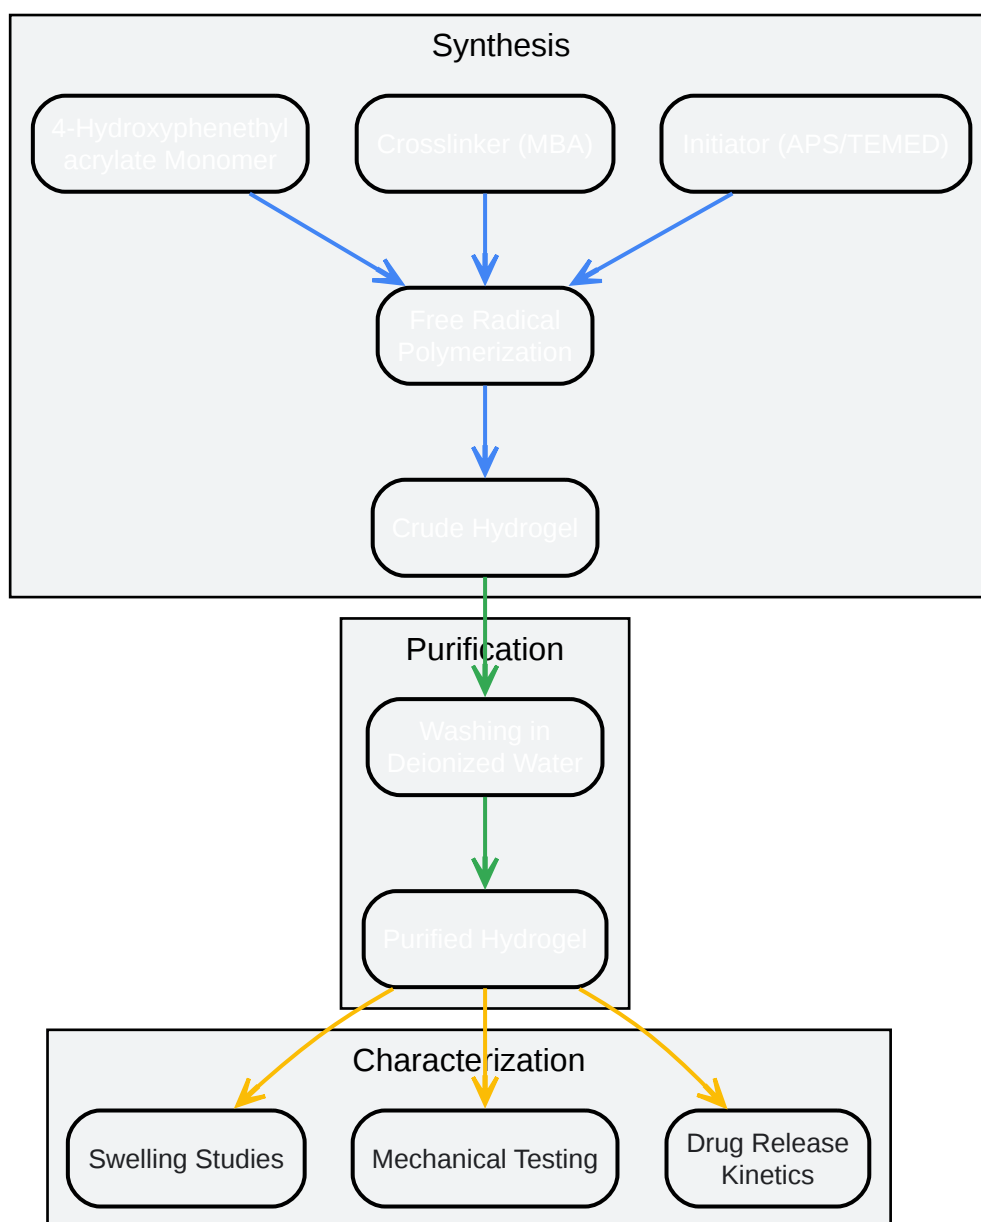 Synthesis
4-Hydroxyphenethyl
acrylate Monomer
Crosslinker (MBA)
Initiator (APS/TEMED)
Free Radical
Polymerization
Crude Hydrogel
Purification
Washing in
Deionized Water
Purified Hydrogel
Characterization
Swelling Studies
Mechanical Testing
Drug Release
Kinetics